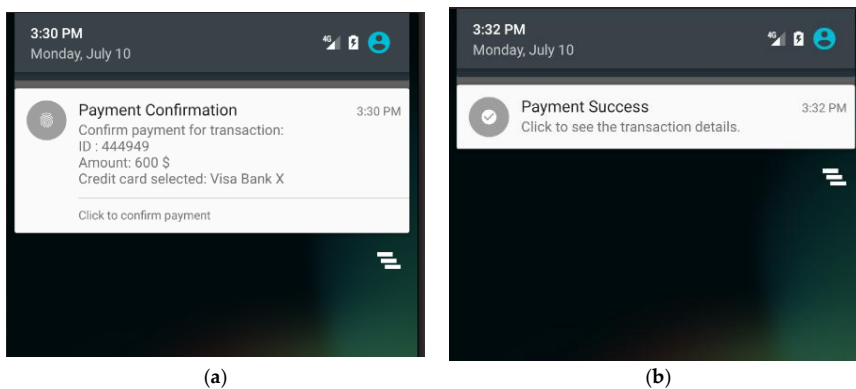 3:30 PM
Monday, July 10
4G
Payment Confirmation
3:30 PM
Confirm payment for transaction:
ID : 444949
Amount: 600 $
Credit card selected: Visa Bank X
Click to confirm payment
(a)
3:32 PM
Monday, July 10
4G
Payment Success
3:32 PM
Click to see the transaction details.
(b)